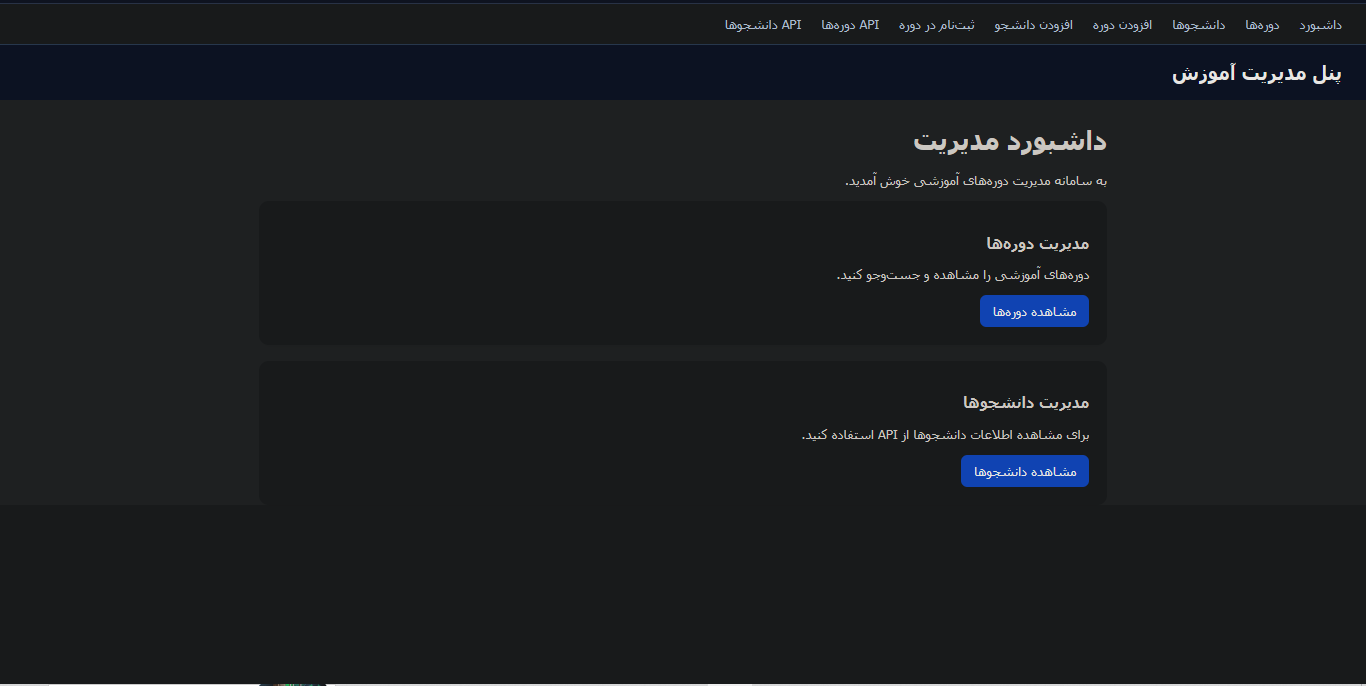 داشبورد دوره‌ها دانشجوها افزودن دوره افزودن دانشجو ثبت‌نام در دوره API دوره‌ها API دانشجوها
پنل مدیریت آموزش
داشبورد مدیریت
به سامانه مدیریت دوره‌های آموزشی خوش آمدید.
مدیریت دوره‌ها
دوره‌های آموزشی را مشاهده و جست‌وجو کنید.
مشاهده دوره‌ها
مدیریت دانشجوها
برای مشاهده اطلاعات دانشجوها از API استفاده کنید.
مشاهده دانشجوها